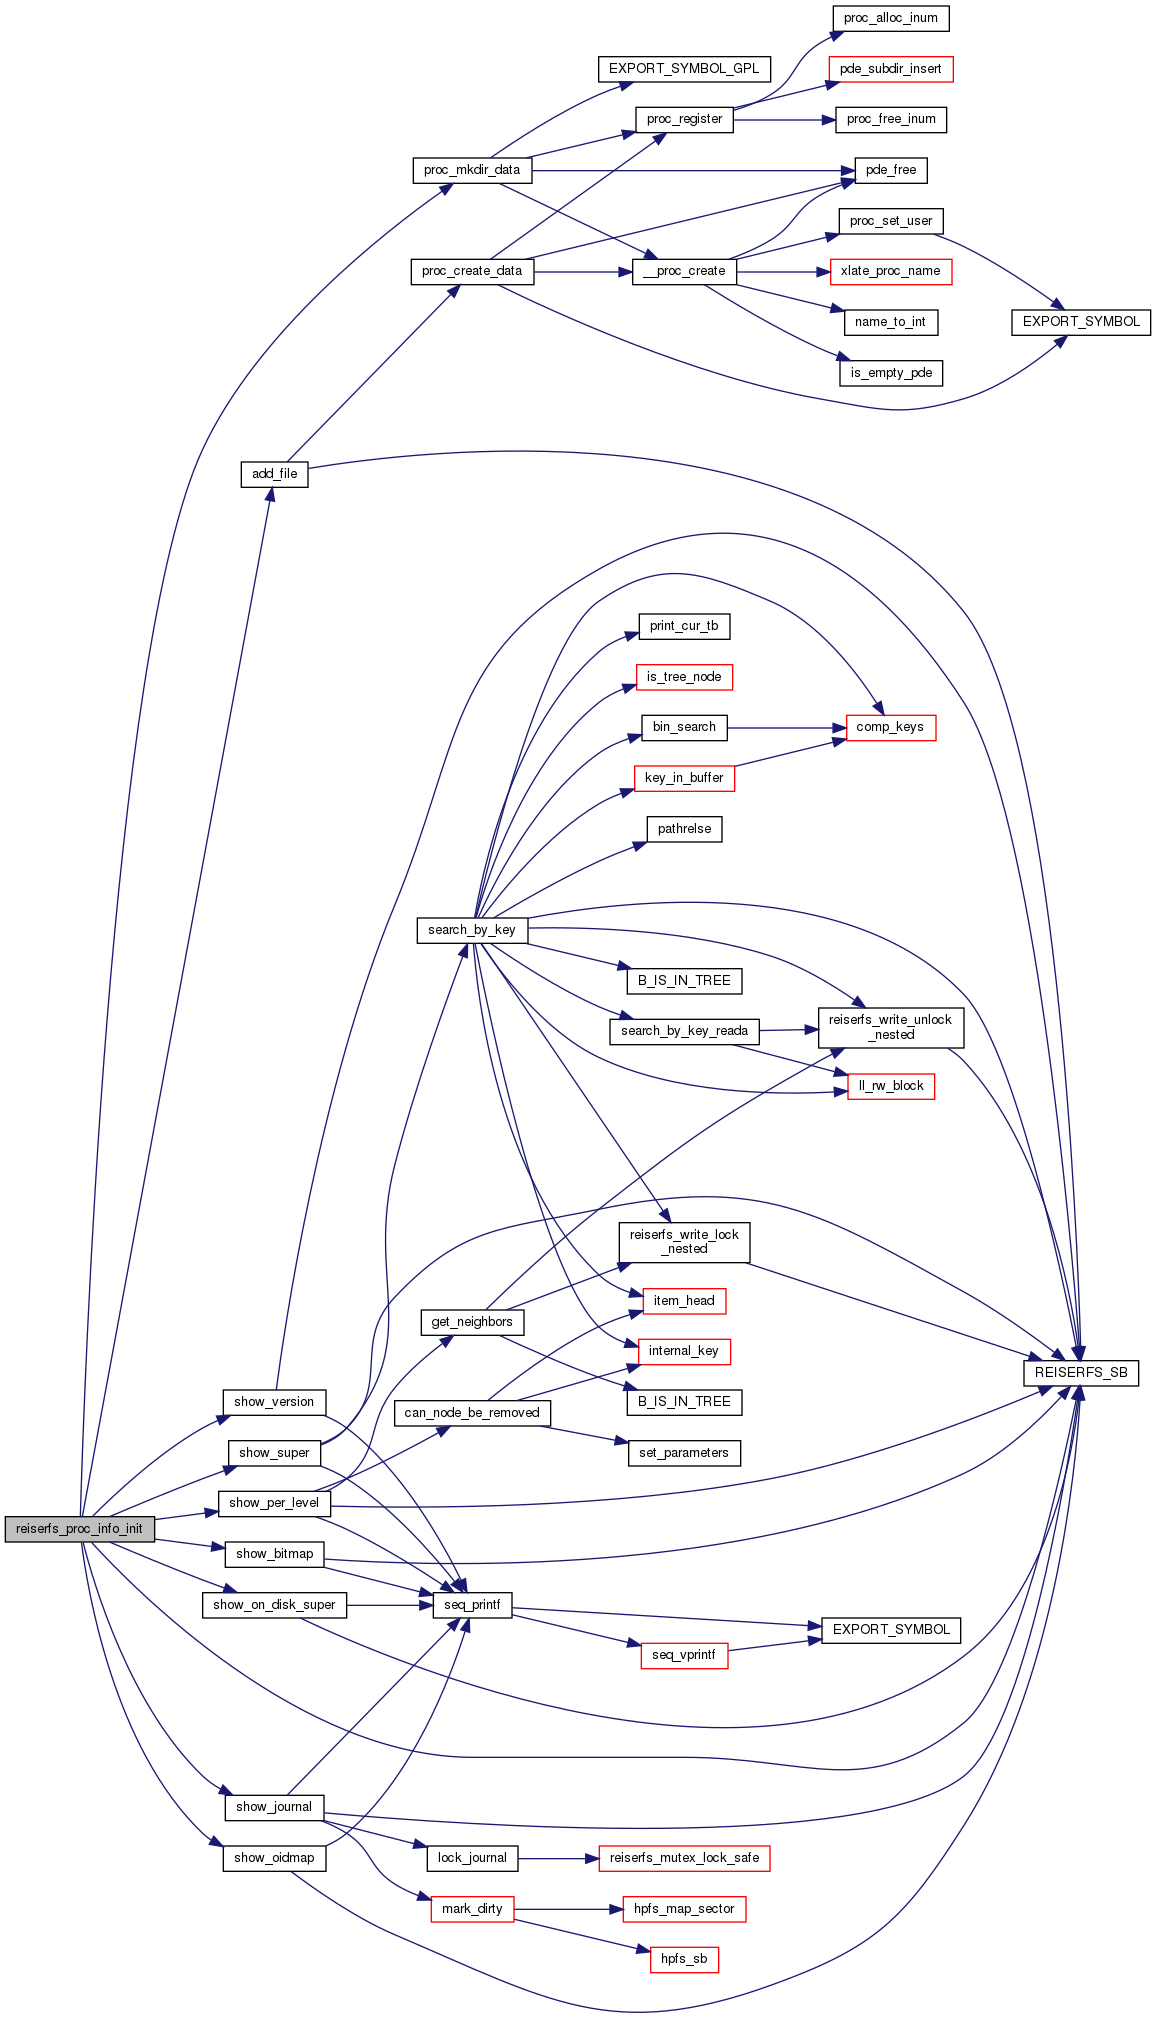 proc_alloc_inum
EXPORT_SYMBOL_GPL
pde_subdir_insert
proc_register
proc_free_inum
proc_mkdir_data
pde_free
proc_set_user
proc_create_data
__proc_create
xlate_proc_name
name_to_int
EXPORT_SYMBOL
is_empty_pde
add_file
print_cur_tb
is_tree_node
bin_search
comp_keys
key_in_buffer
pathrelse
search_by_key
B_IS_IN_TREE
reiserfs_write_unlock
_nested
search_by_key_reada
ll_rw_block
reiserfs_write_lock
_nested
item_head
get_neighbors
internal_key
REISERFS_SB
show_version
B_IS_IN_TREE
can_node_be_removed
show_super
set_parameters
show_per_level
reiserfs_proc_info_init
show_bitmap
show_on_disk_super
seq_printf
EXPORT_SYMBOL
seq_vprintf
show_journal
show_oidmap
lock_journal
reiserfs_mutex_lock_safe
mark_dirty
hpfs_map_sector
hpfs_sb